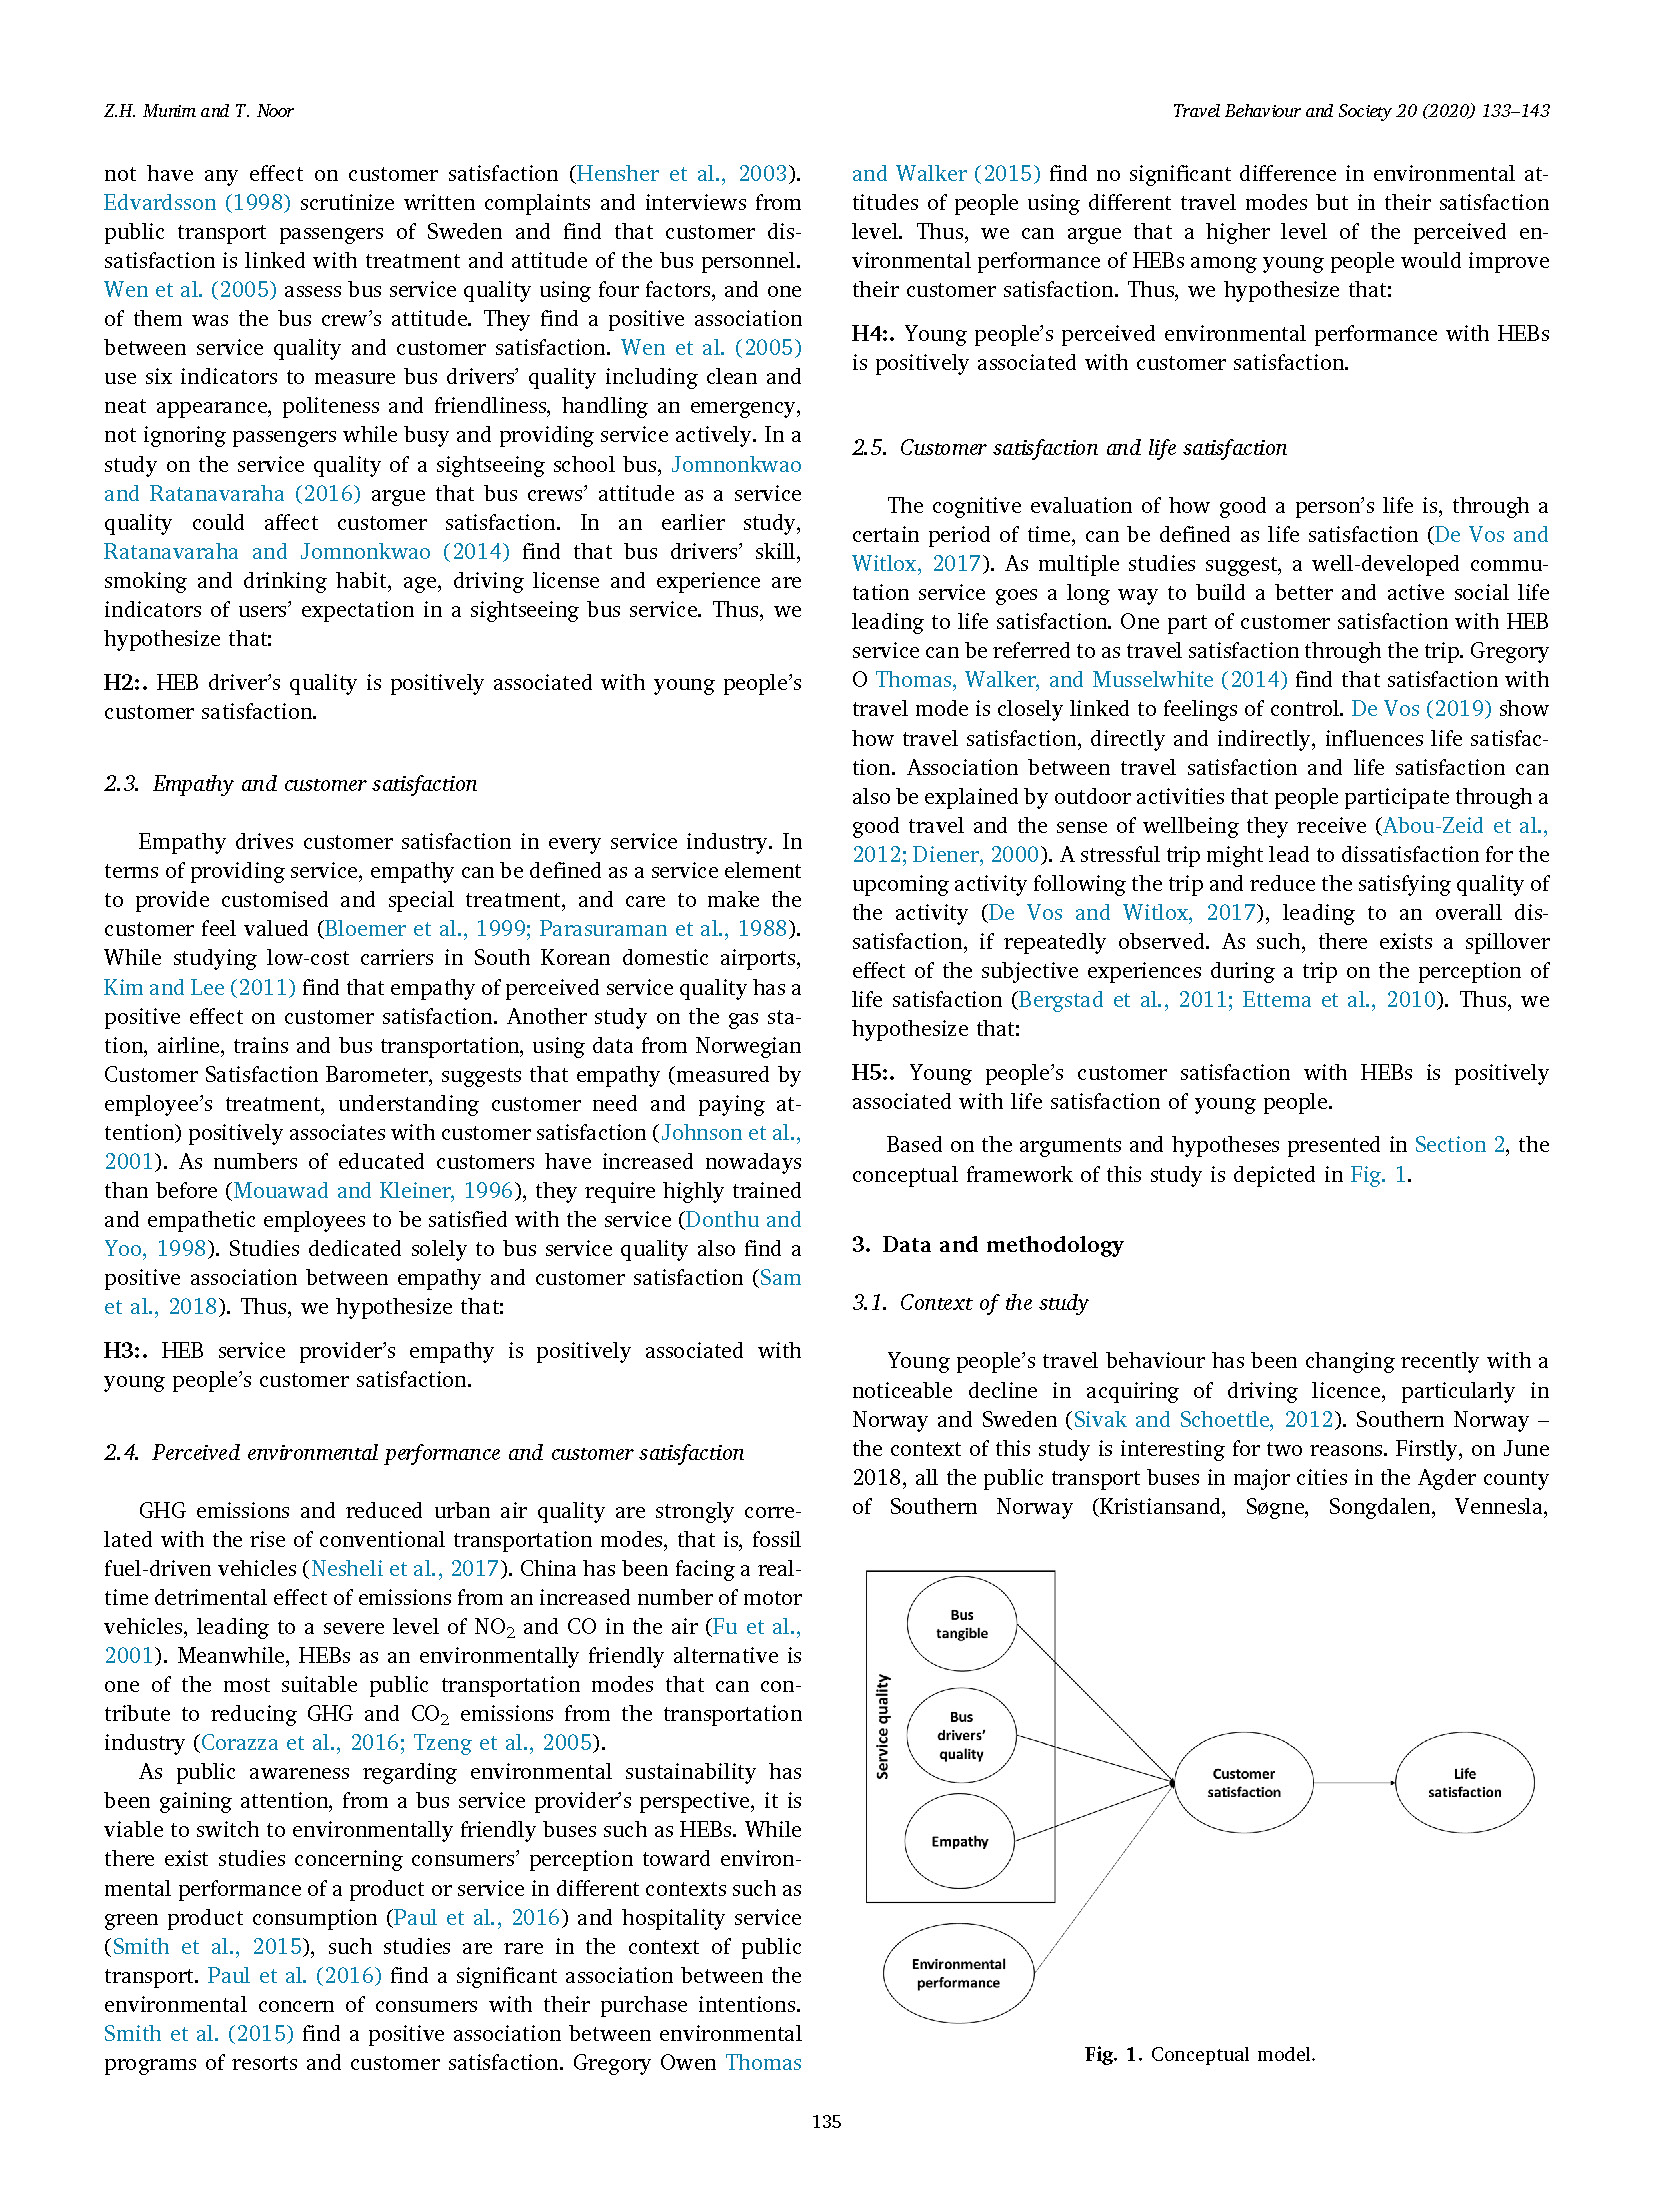 Z.H. Munim and T. Noor
Travel Behaviour and Society 20 (2020) 133–143
not have any effect on customer satisfaction (Hensher et al., 2003).
Edvardsson (1998) scrutinize written complaints and interviews from
public transport passengers of Sweden and find that customer dis-
satisfaction is linked with treatment and attitude of the bus personnel.
Wen et al. (2005) assess bus service quality using four factors, and one
of them was the bus crew’s attitude. They find a positive association
between service quality and customer satisfaction. Wen et al. (2005)
use six indicators to measure bus drivers’ quality including clean and
neat appearance, politeness and friendliness, handling an emergency,
not ignoring passengers while busy and providing service actively. In a
study on the service quality of a sightseeing school bus, Jomnonkwao
and Ratanavaraha (2016) argue that bus crews’ attitude as a service
quality could affect customer satisfaction. In an earlier study,
Ratanavaraha and Jomnonkwao (2014) find that bus drivers’ skill,
smoking and drinking habit, age, driving license and experience are
indicators of users’ expectation in a sightseeing bus service. Thus, we
hypothesize that:
H2:. HEB driver’s quality is positively associated with young people’s
customer satisfaction.
2.3. Empathy and customer satisfaction
Empathy drives customer satisfaction in every service industry. In
terms of providing service, empathy can be defined as a service element
to provide customised and special treatment, and care to make the
customer feel valued (Bloemer et al., 1999; Parasuraman et al., 1988).
While studying low-cost carriers in South Korean domestic airports,
Kim and Lee (2011) find that empathy of perceived service quality has a
positive effect on customer satisfaction. Another study on the gas sta-
tion, airline, trains and bus transportation, using data from Norwegian
Customer Satisfaction Barometer, suggests that empathy (measured by
employee’s treatment, understanding customer need and paying at-
tention) positively associates with customer satisfaction (Johnson et al.,
2001). As numbers of educated customers have increased nowadays
than before (Mouawad and Kleiner, 1996), they require highly trained
and empathetic employees to be satisfied with the service (Donthu and
Yoo, 1998). Studies dedicated solely to bus service quality also find a
positive association between empathy and customer satisfaction (Sam
et al., 2018). Thus, we hypothesize that:
H3:. HEB service provider’s empathy is positively associated with
young people’s customer satisfaction.
2.4. Perceived environmental performance and customer satisfaction
GHG emissions and reduced urban air quality are strongly corre-
lated with the rise of conventional transportation modes, that is, fossil
fuel-driven vehicles (Nesheli et al., 2017). China has been facing a real-
time detrimental effect of emissions from an increased number of motor
vehicles, leading to a severe level of NO₂ and CO in the air (Fu et al.,
2001). Meanwhile, HEBs as an environmentally friendly alternative is
one of the most suitable public transportation modes that can con-
tribute to reducing GHG and CO₂ emissions from the transportation
industry (Corazza et al., 2016; Tzeng et al., 2005).
As public awareness regarding environmental sustainability has
been gaining attention, from a bus service provider’s perspective, it is
viable to switch to environmentally friendly buses such as HEBs. While
there exist studies concerning consumers’ perception toward environ-
mental performance of a product or service in different contexts such as
green product consumption (Paul et al., 2016) and hospitality service
(Smith et al., 2015), such studies are rare in the context of public
transport. Paul et al. (2016) find a significant association between the
environmental concern of consumers with their purchase intentions.
Smith et al. (2015) find a positive association between environmental
programs of resorts and customer satisfaction. Gregory Owen Thomas
and Walker (2015) find no significant difference in environmental at-
titudes of people using different travel modes but in their satisfaction
level. Thus, we can argue that a higher level of the perceived en-
vironmental performance of HEBs among young people would improve
their customer satisfaction. Thus, we hypothesize that:
H4:. Young people’s perceived environmental performance with HEBs
is positively associated with customer satisfaction.
2.5. Customer satisfaction and life satisfaction
The cognitive evaluation of how good a person’s life is, through a
certain period of time, can be defined as life satisfaction (De Vos and
Witlox, 2017). As multiple studies suggest, a well-developed commu-
tation service goes a long way to build a better and active social life
leading to life satisfaction. One part of customer satisfaction with HEB
service can be referred to as travel satisfaction through the trip. Gregory
O Thomas, Walker, and Musselwhite (2014) find that satisfaction with
travel mode is closely linked to feelings of control. De Vos (2019) show
how travel satisfaction, directly and indirectly, influences life satisfac-
tion. Association between travel satisfaction and life satisfaction can
also be explained by outdoor activities that people participate through a
good travel and the sense of wellbeing they receive (Abou-Zeid et al.,
2012; Diener, 2000). A stressful trip might lead to dissatisfaction for the
upcoming activity following the trip and reduce the satisfying quality of
the activity (De Vos and Witlox, 2017), leading to an overall dis-
satisfaction, if repeatedly observed. As such, there exists a spillover
effect of the subjective experiences during a trip on the perception of
life satisfaction (Bergstad et al., 2011; Ettema et al., 2010). Thus, we
hypothesize that:
H5:. Young people’s customer satisfaction with HEBs is positively
associated with life satisfaction of young people.
Based on the arguments and hypotheses presented in Section 2, the
conceptual framework of this study is depicted in Fig. 1.
3. Data and methodology
3.1. Context of the study
Young people’s travel behaviour has been changing recently with a
noticeable decline in acquiring of driving licence, particularly in
Norway and Sweden (Sivak and Schoettle, 2012). Southern Norway –
the context of this study is interesting for two reasons. Firstly, on June
2018, all the public transport buses in major cities in the Agder county
of Southern Norway (Kristiansand, Søgne, Songdalen, Vennesla,
Service quality
Bus
tangible
Bus
drivers’
quality
Empathy
Environmental
performance
Customer
satisfaction
Life
satisfaction
Fig. 1. Conceptual model.
135